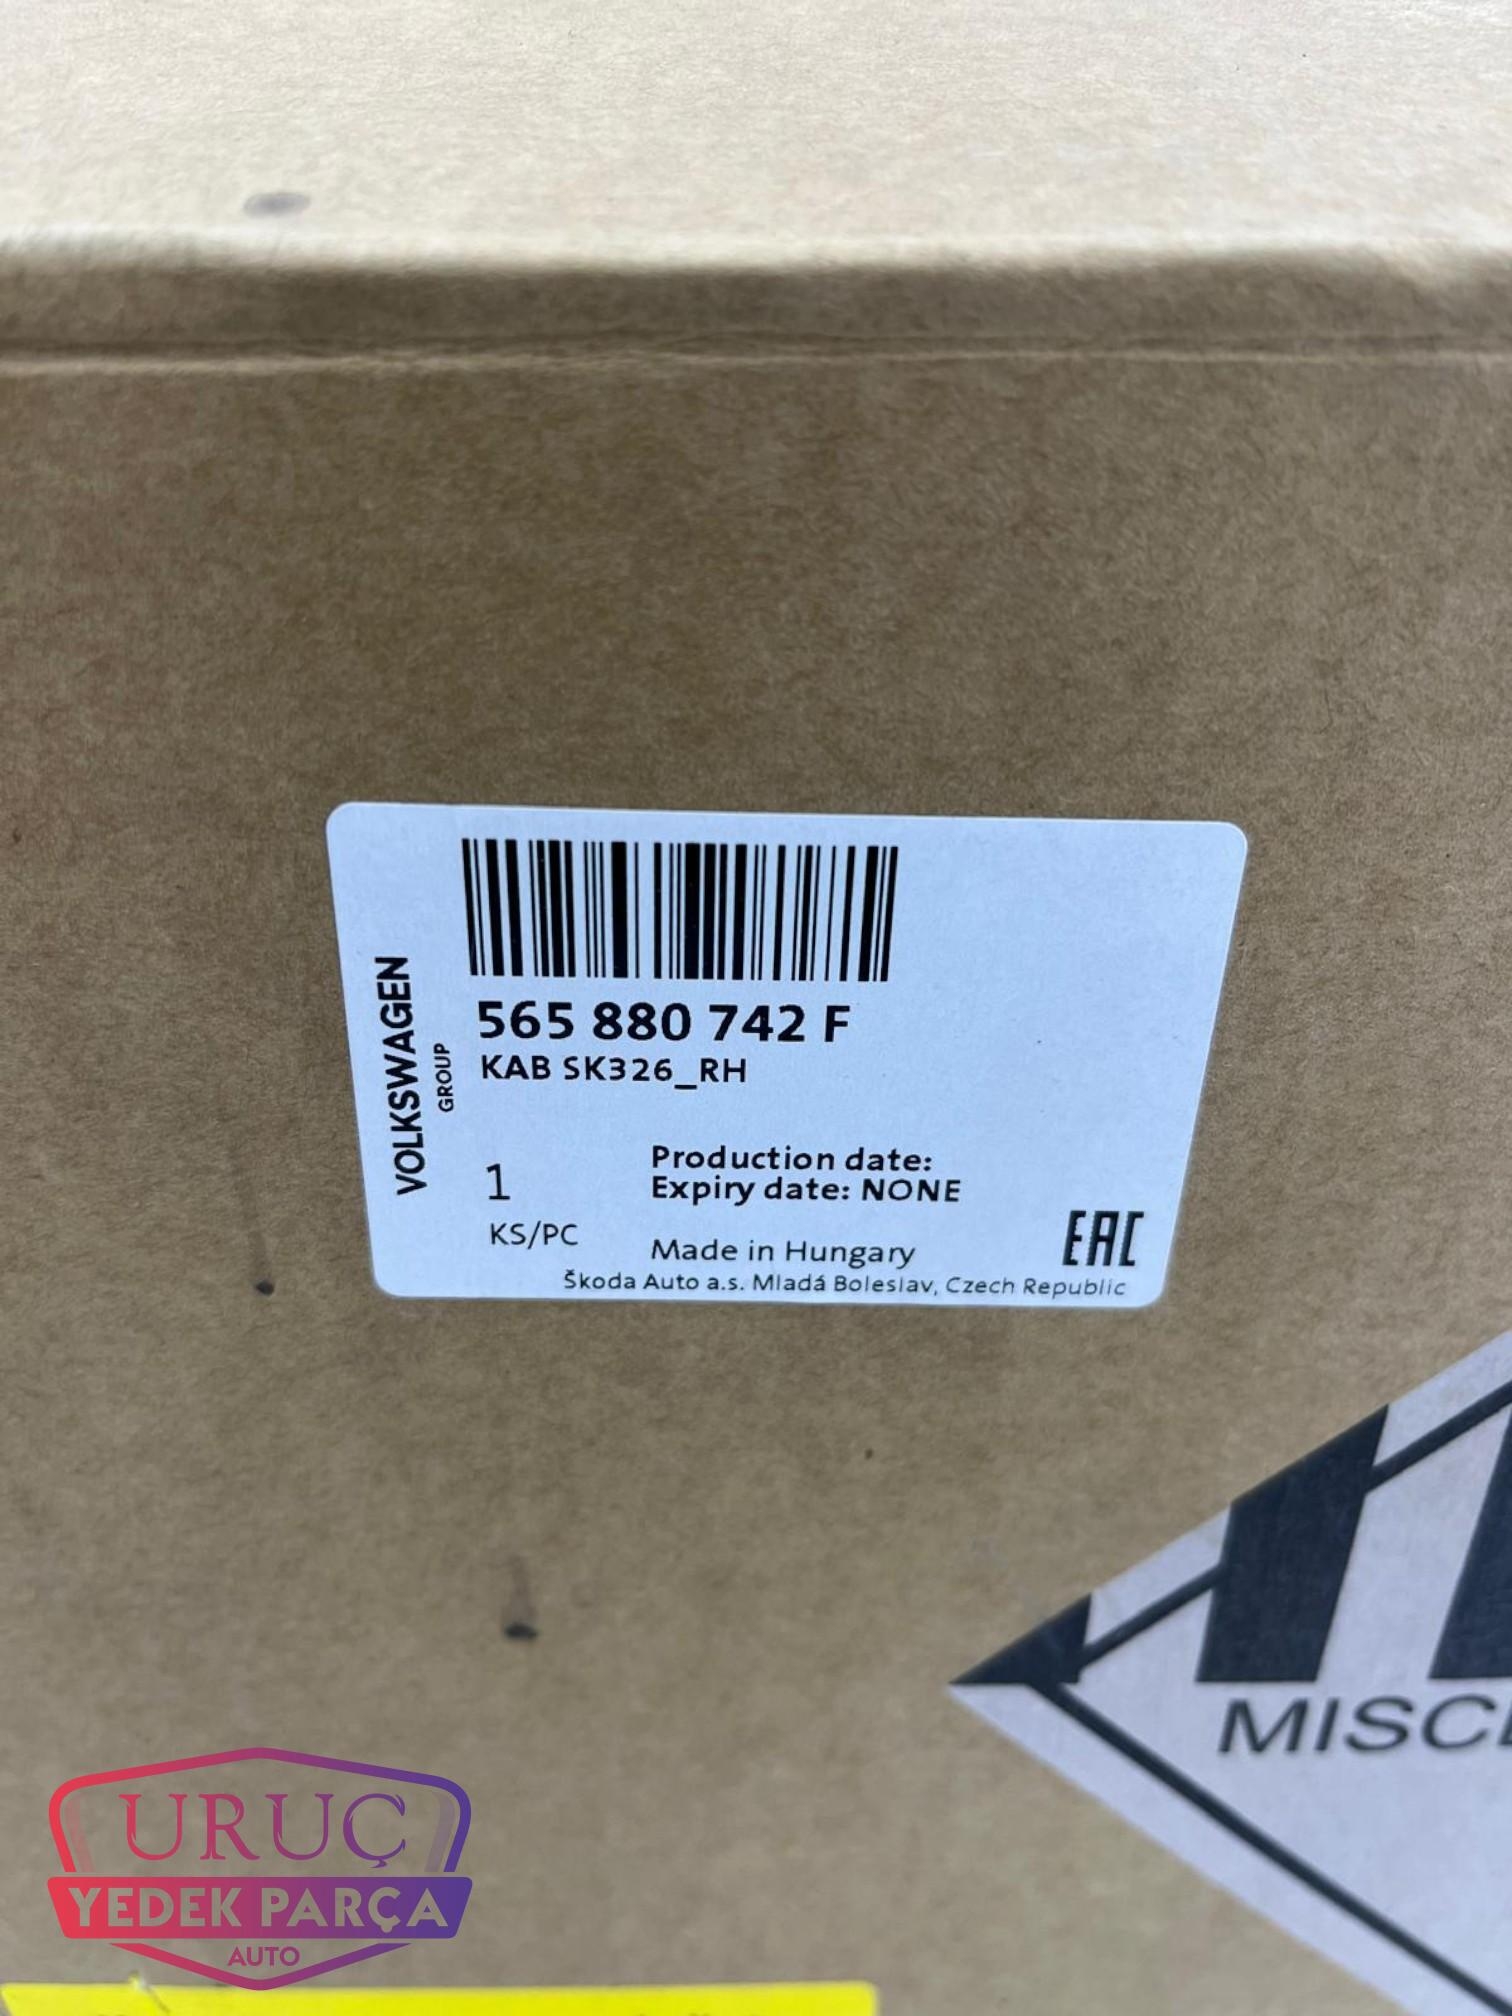 VOLKSWAGEN
GROUP
565 880 742 F
KAB SK326_RH
1
KS/PC
Production date:
Expiry date: NONE
Made in Hungary
Škoda Auto a.s. Mladá Boleslav, Czech Republic
EAC
URUÇ
YEDEK PARÇA
AUTO